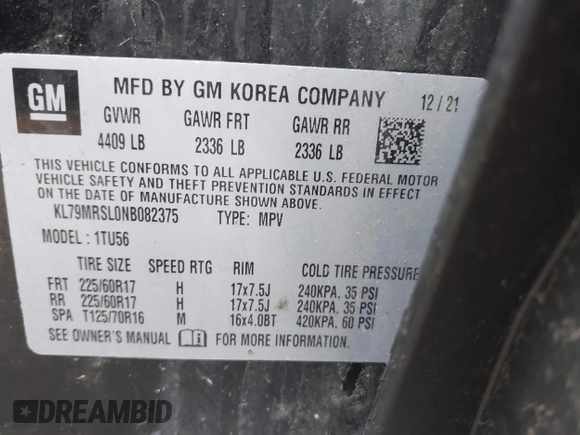 GM
MFD BY GM KOREA COMPANY 12/21
GVWR GAWR FRT GAWR RR
4409 LB 2336 LB 2336 LB
THIS VEHICLE CONFORMS TO ALL APPLICABLE U.S. FEDERAL MOTOR
VEHICLE SAFETY AND THEFT PREVENTION STANDARDS IN EFFECT
ON THE DATE OF MANUFACTURE SHOWN ABOVE.
KL79MRSL0NB082375 TYPE: MPV
MODEL: 1TU56
TIRE SIZE SPEED RTG RIM COLD TIRE PRESSURE
FRT 225/60R17 H 17x7.5J 240KPA, 35 PSI
RR 225/60R17 H 17x7.5J 240KPA, 35 PSI
SPA T125/70R16 M 16x4.0BT 420KPA, 60 PSI
SEE OWNER'S MANUAL FOR MORE INFORMATION.
DREAMBID